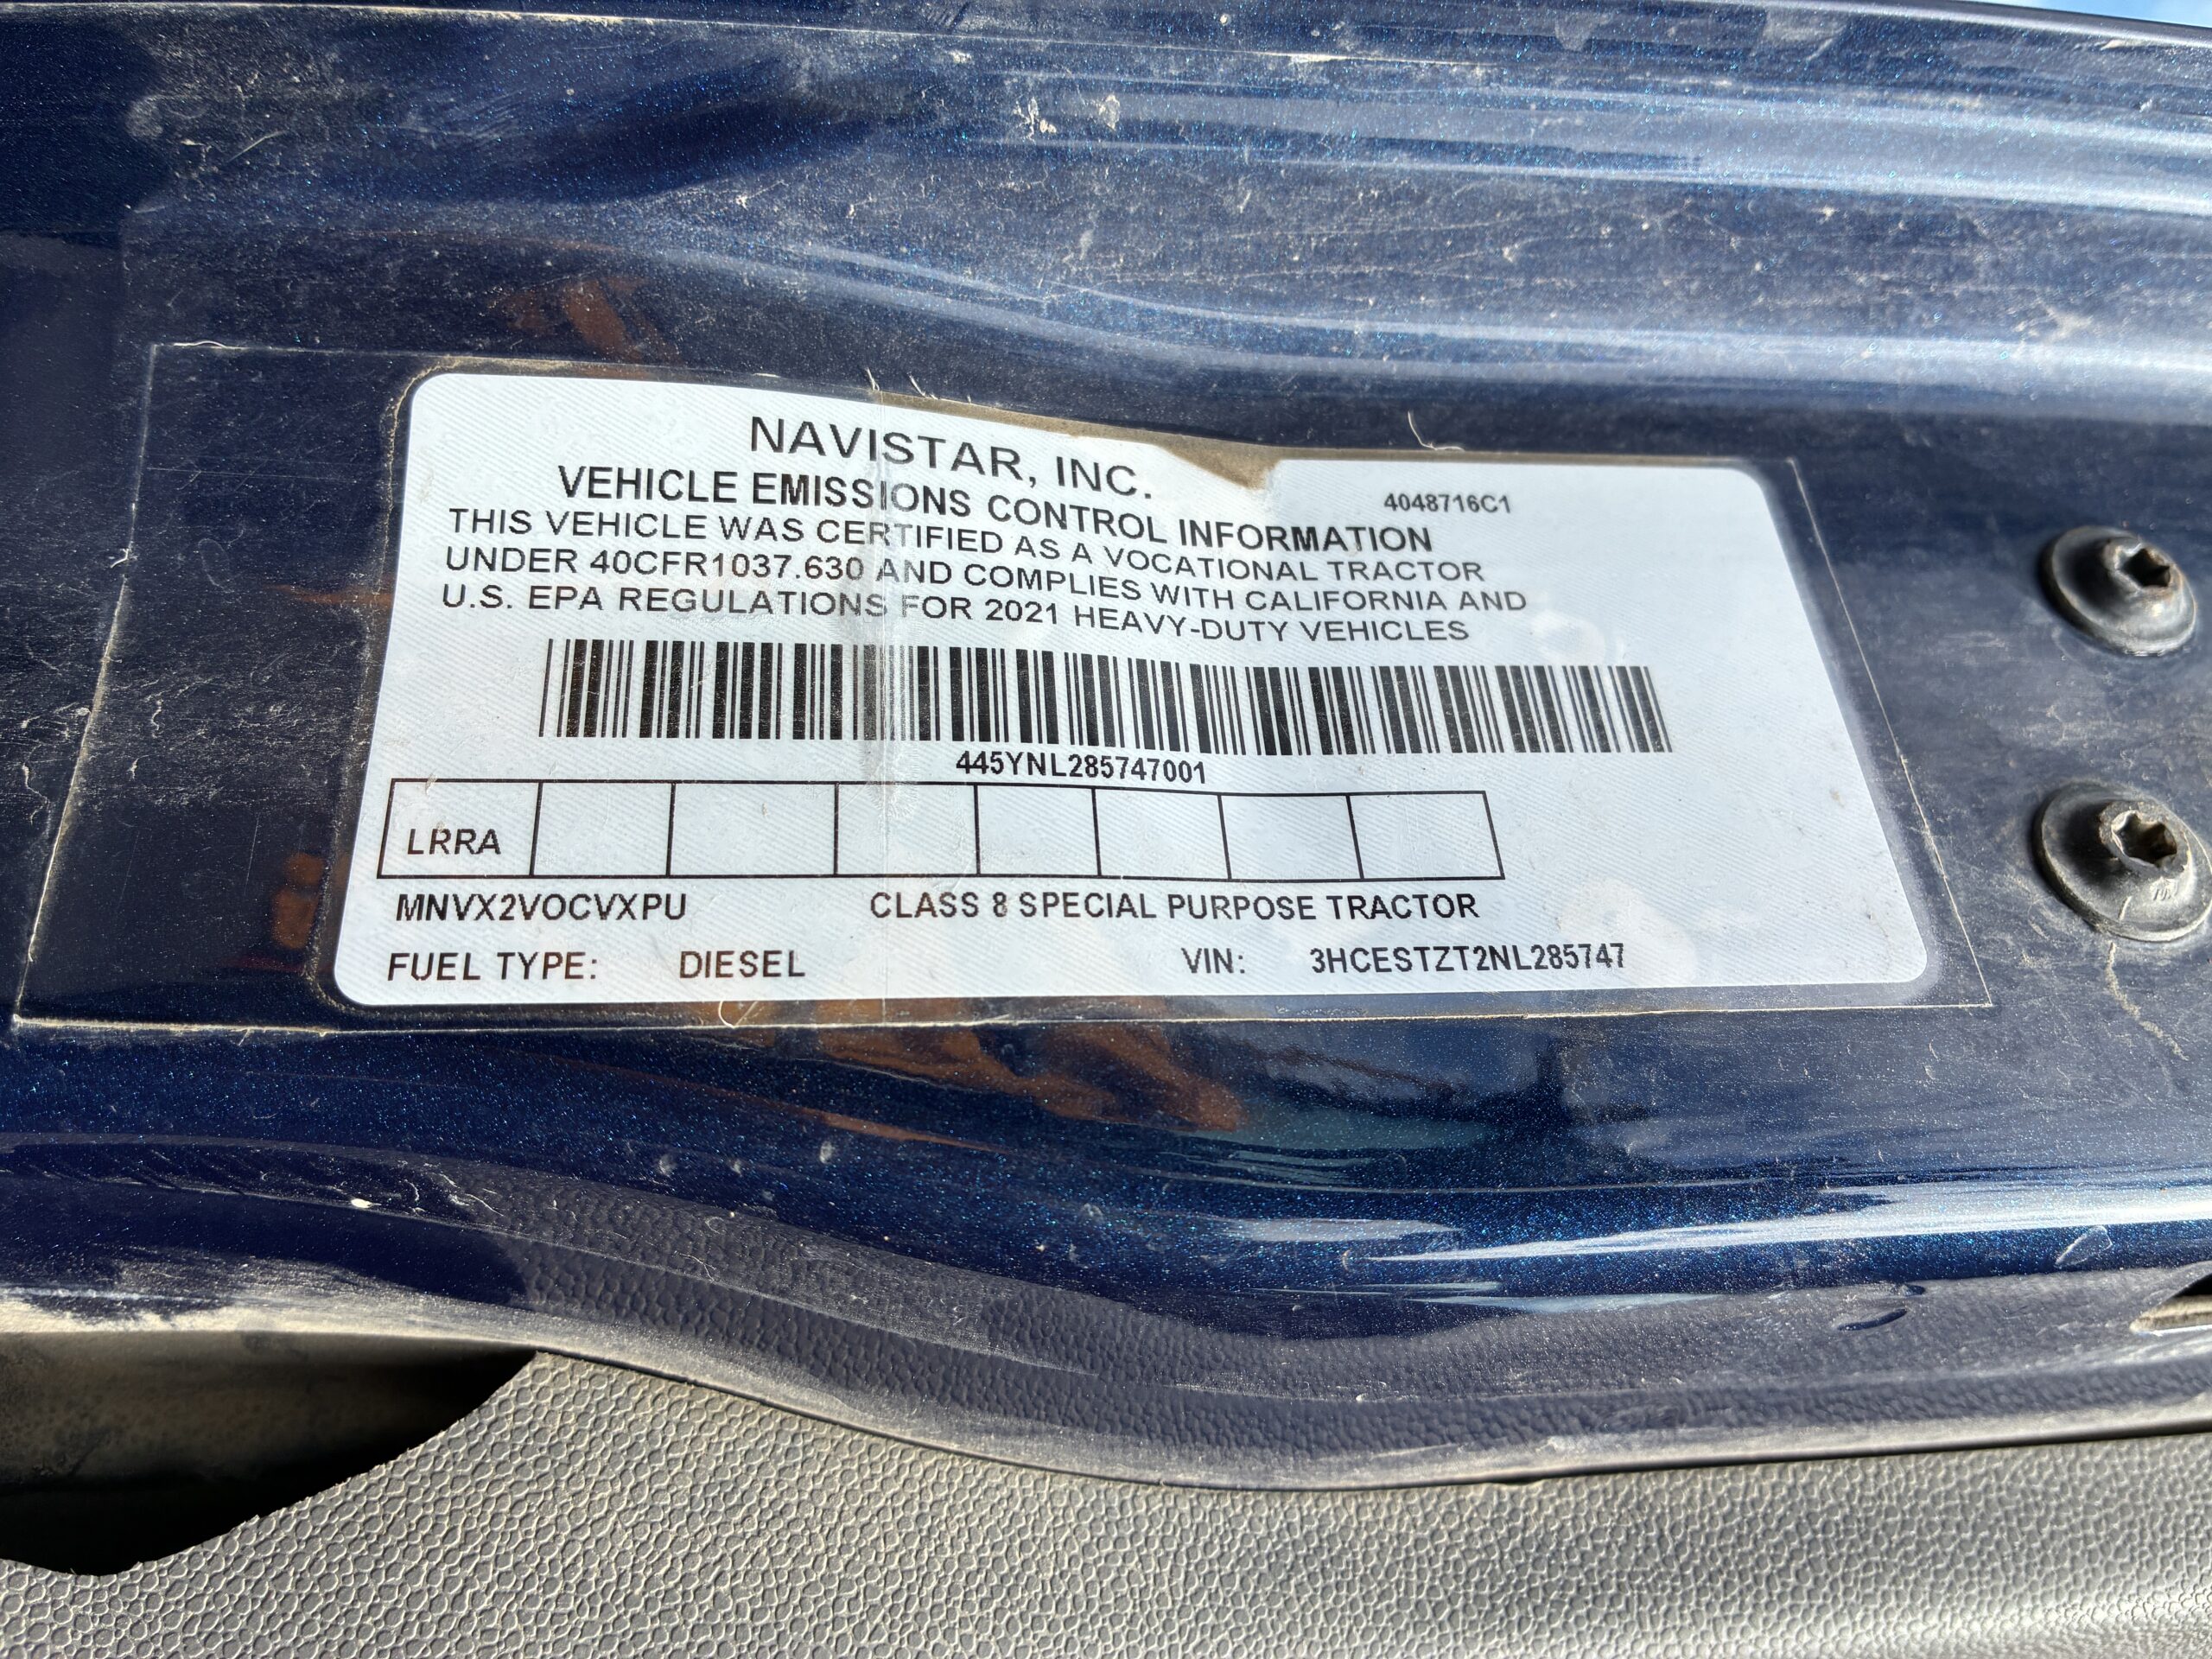 NAVISTAR, INC.
4048716C1
VEHICLE EMISSIONS CONTROL INFORMATION
THIS VEHICLE WAS CERTIFIED AS A VOCATIONAL TRACTOR
UNDER 40CFR1037.630 AND COMPLIES WITH CALIFORNIA AND
U.S. EPA REGULATIONS FOR 2021 HEAVY-DUTY VEHICLES
445YNL285747001
LRRA
MNVX2VOCVXPU CLASS 8 SPECIAL PURPOSE TRACTOR
FUEL TYPE: DIESEL VIN: 3HCESTZT2NL285747